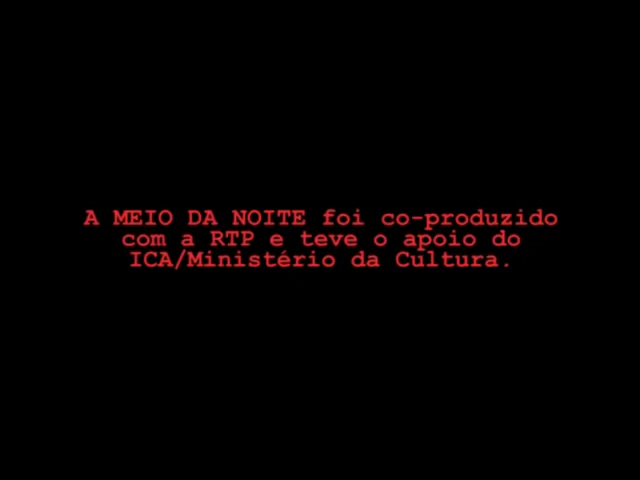 A MEIO DA NOITE foi co-produzido
com a RTP e teve o apoio do
ICA/Ministério da Cultura.